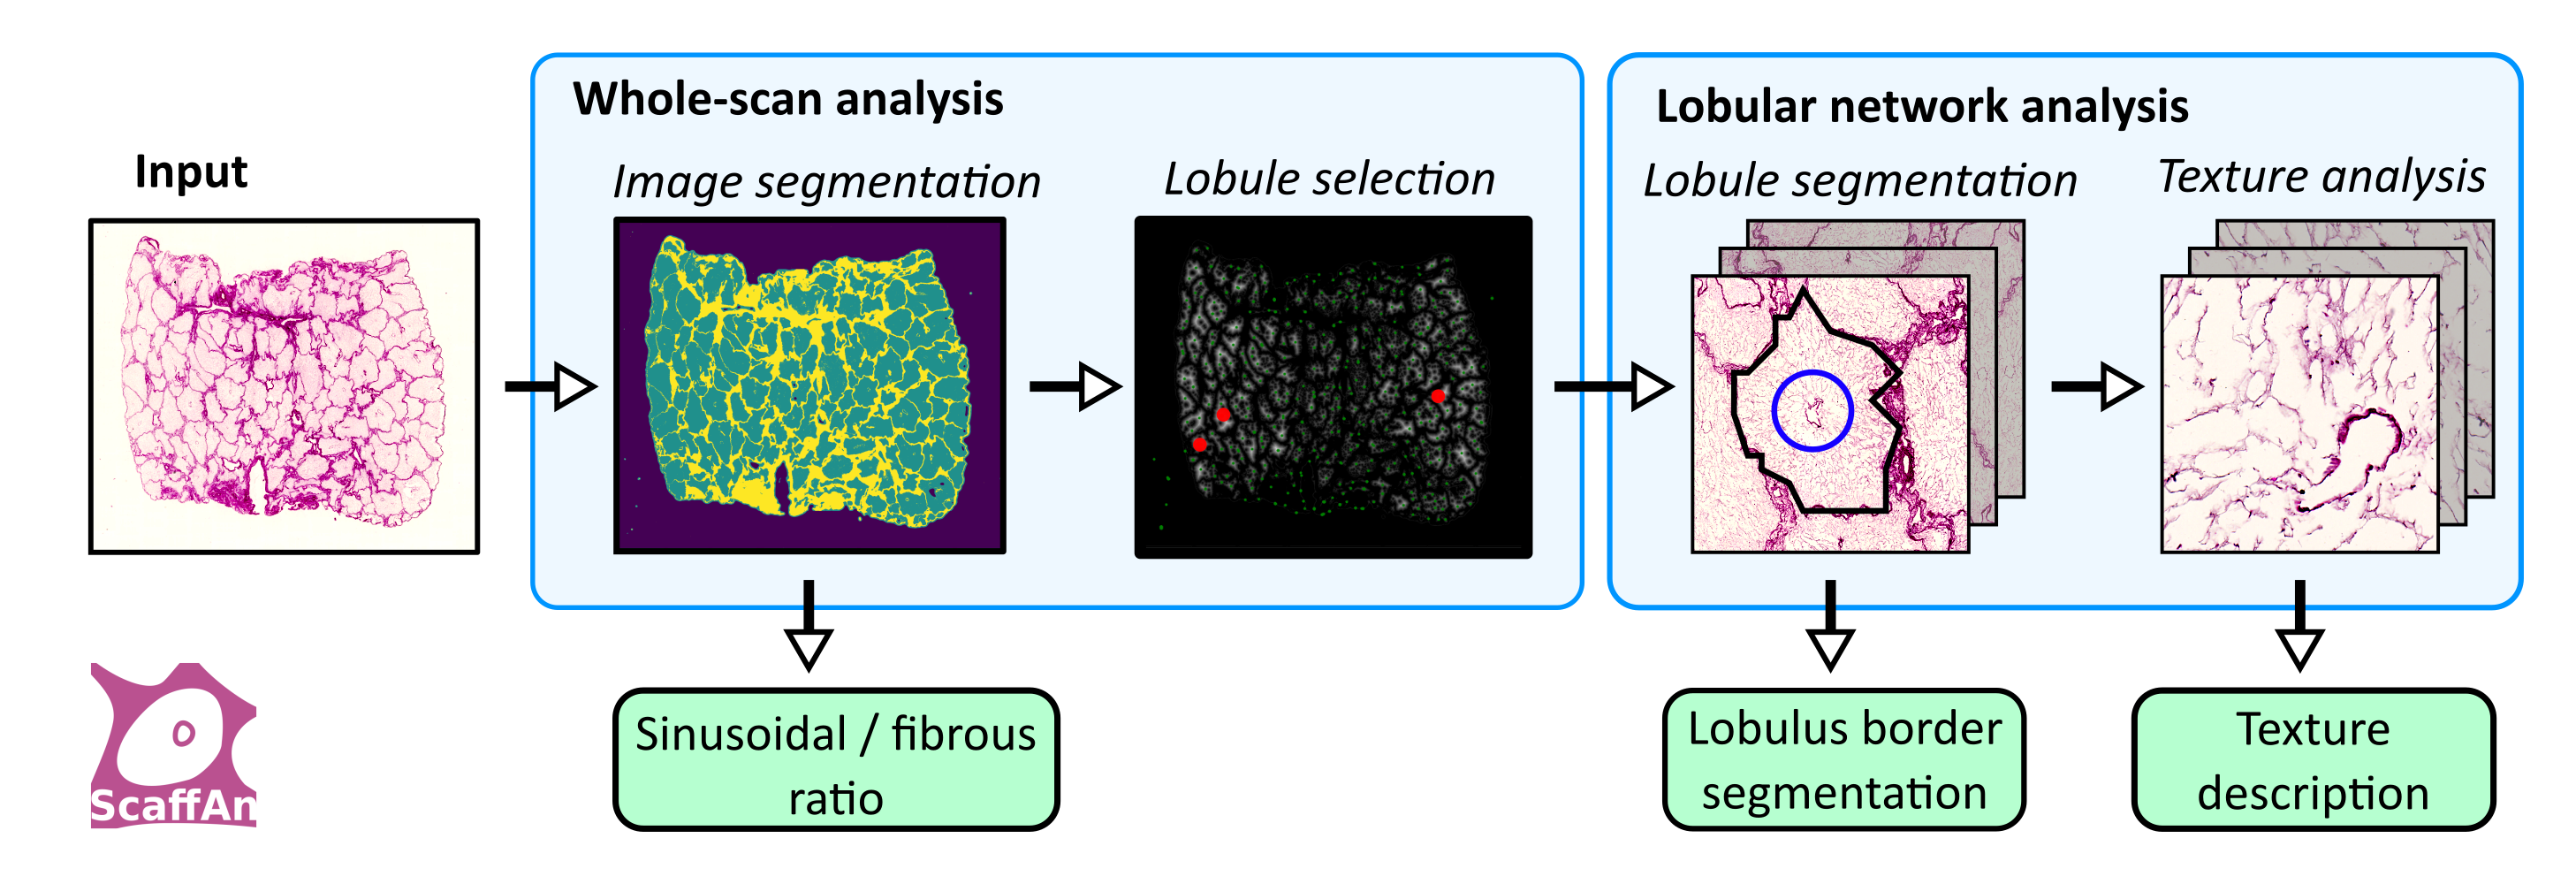 Input
Whole-scan analysis
Image segmentation
Lobule selection
Lobular network analysis
Lobule segmentation
Texture analysis
Sinusoidal / fibrous
ratio
Lobulus border
segmentation
Texture
description
ScaffAn